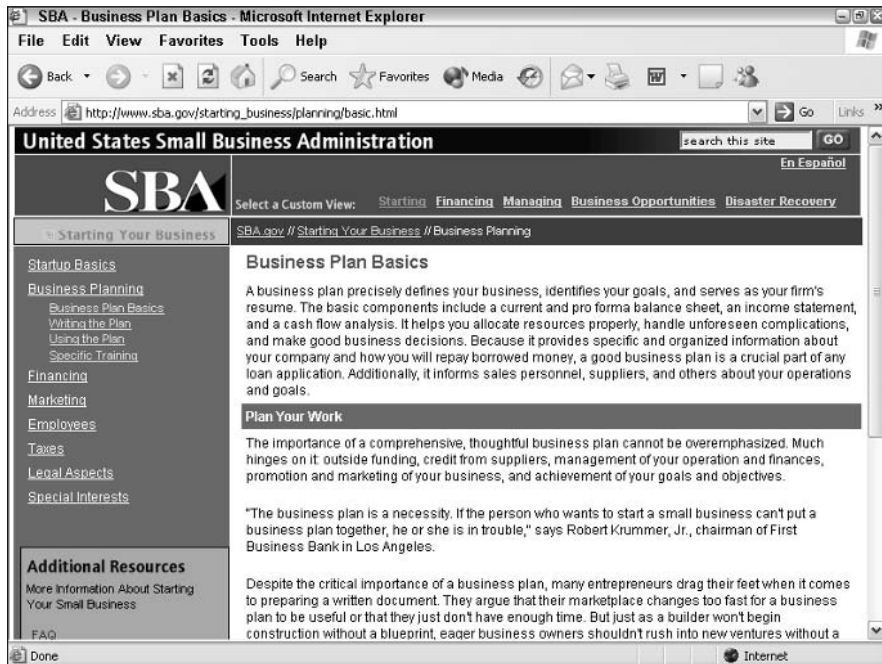 SBA - Business Plan Basics - Microsoft Internet Explorer
File Edit View Favorites Tools Help
Back Search Favorites Media
Address http://www.sba.gov/starting_business/planning/basic.html Go Links »
United States Small Business Administration search this site GO
En Español
SBA Select a Custom View: Starting Financing Managing Business Opportunities Disaster Recovery
Starting Your Business
SBA.gov // Starting Your Business // Business Planning
Startup Basics
Business Planning
Business Plan Basics
Writing the Plan
Using the Plan
Specific Training
Financing
Marketing
Employees
Taxes
Legal Aspects
Special Interests
Additional Resources
More Information About Starting
Your Small Business
FAQ
Business Plan Basics
A business plan precisely defines your business, identifies your goals, and serves as your firm's
resume. The basic components include a current and pro forma balance sheet, an income statement,
and a cash flow analysis. It helps you allocate resources properly, handle unforeseen complications,
and make good business decisions. Because it provides specific and organized information about
your company and how you will repay borrowed money, a good business plan is a crucial part of any
loan application. Additionally, it informs sales personnel, suppliers, and others about your operations
and goals.
Plan Your Work
The importance of a comprehensive, thoughtful business plan cannot be overemphasized. Much
hinges on it: outside funding, credit from suppliers, management of your operation and finances,
promotion and marketing of your business, and achievement of your goals and objectives.
"The business plan is a necessity. If the person who wants to start a small business can't put a
business plan together, he or she is in trouble," says Robert Krummer, Jr., chairman of First
Business Bank in Los Angeles.
Despite the critical importance of a business plan, many entrepreneurs drag their feet when it comes
to preparing a written document. They argue that their marketplace changes too fast for a business
plan to be useful or that they just don't have enough time. But just as a builder won't begin
construction without a blueprint, eager business owners shouldn't rush into new ventures without a
Done Internet